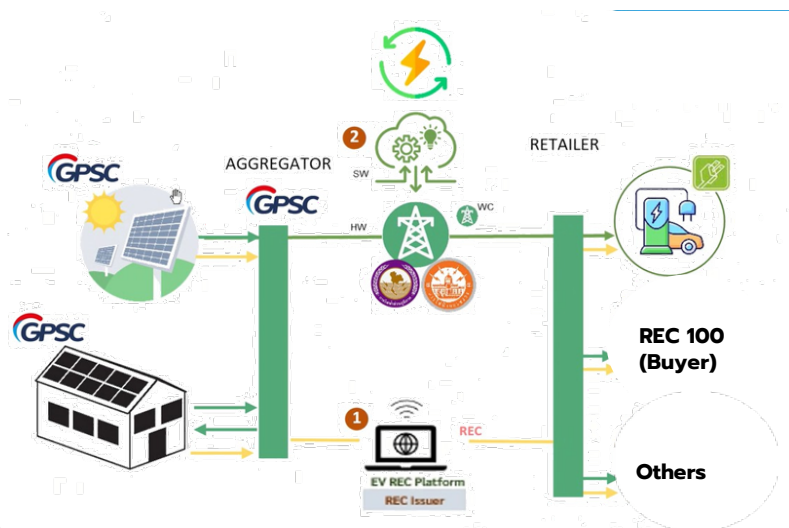 2
RETAILER
GPSC
AGGREGATOR
SW
GPSC
WC
HW
GPSC
REC 100
(Buyer)
1
REC
EV REC Platform
REC Issuer
Others